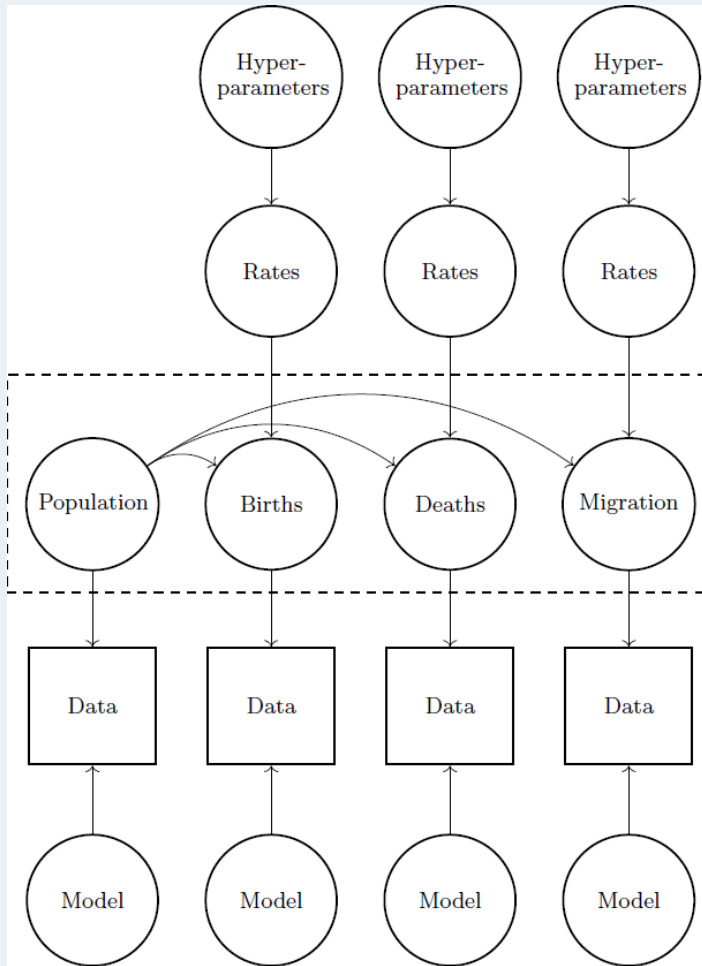 Hyper-
parameters
Hyper-
parameters
Hyper-
parameters
Rates
Rates
Rates
Population
Births
Deaths
Migration
Data
Data
Data
Data
Model
Model
Model
Model